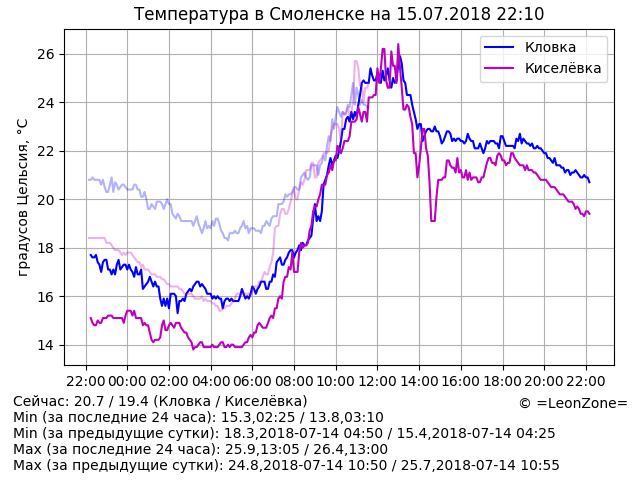 Температура в Смоленске на 15.07.2018 22:10
Кловка
Киселёвка
градусов Цельсия, °C
26
24
22
20
18
16
14
22:00 00:00 02:00 04:00 06:00 08:00 10:00 12:00 14:00 16:00 18:00 20:00 22:00
Сейчас: 20.7 / 19.4 (Кловка / Киселёвка)
© =LeonZone=
Min (за последние 24 часа): 15.3,02:25 / 13.8,03:10
Min (за предыдущие сутки): 18.3,2018-07-14 04:50 / 15.4,2018-07-14 04:25
Max (за последние 24 часа): 25.9,13:05 / 26.4,13:00
Max (за предыдущие сутки): 24.8,2018-07-14 10:50 / 25.7,2018-07-14 10:55